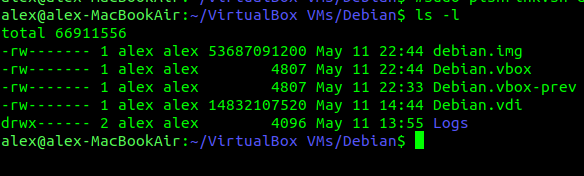 alex@alex-MacBookAir:~/VirtualBox VMs/Debian$ ls -l
total 66911556
-rw------- 1 alex alex 53687091200 May 11 22:44 Debian.img
-rw------- 1 alex alex        4807 May 11 22:44 Debian.vbox
-rw------- 1 alex alex        4807 May 11 22:33 Debian.vbox-prev
-rw------- 1 alex alex 14832107520 May 11 14:44 Debian.vdi
drwx------ 2 alex alex        4096 May 11 13:55 Logs
alex@alex-MacBookAir:~/VirtualBox VMs/Debian$